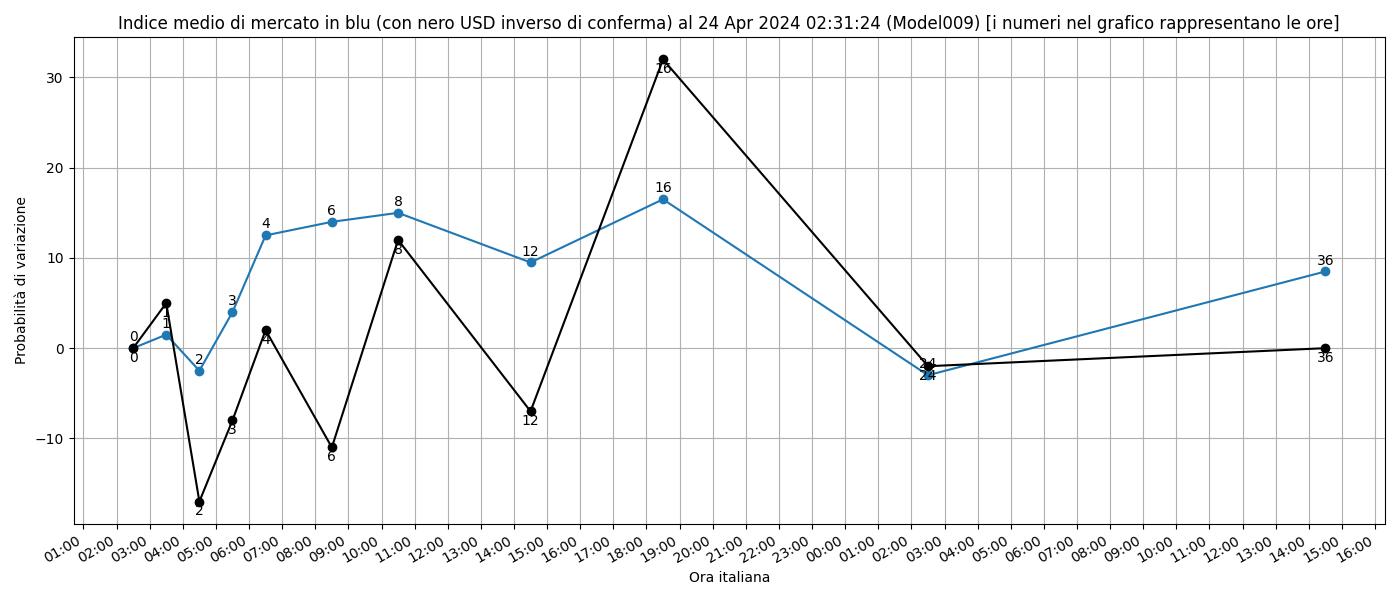 Indice medio di mercato in blu (con nero USD inverso di conferma) al 24 Apr 2024 02:31:24 (Model009) [i numeri nel grafico rappresentano le ore]
Probabilità di variazione
30
20
10
0
−10
0 1 2 3 4 6 8 12 16 24 36
0 1 2 3 4 6 8 12 16 24 36
01:00 02:00 03:00 04:00 05:00 06:00 07:00 08:00 09:00 10:00 11:00 12:00 13:00 14:00 15:00 16:00 17:00 18:00 19:00 20:00 21:00 22:00 23:00 00:00 01:00 02:00 03:00 04:00 05:00 06:00 07:00 08:00 09:00 10:00 11:00 12:00 13:00 14:00 15:00 16:00
Ora italiana